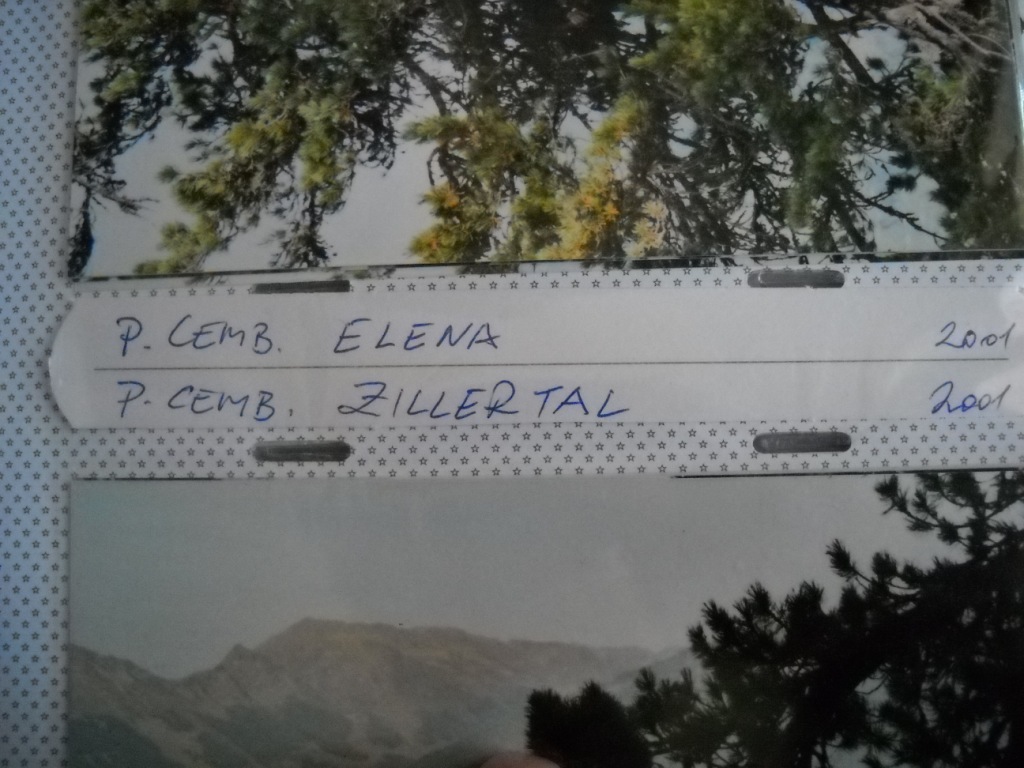 P. CEMB. ELENA 2001
P. CEMB. ZILLERTAL 2001